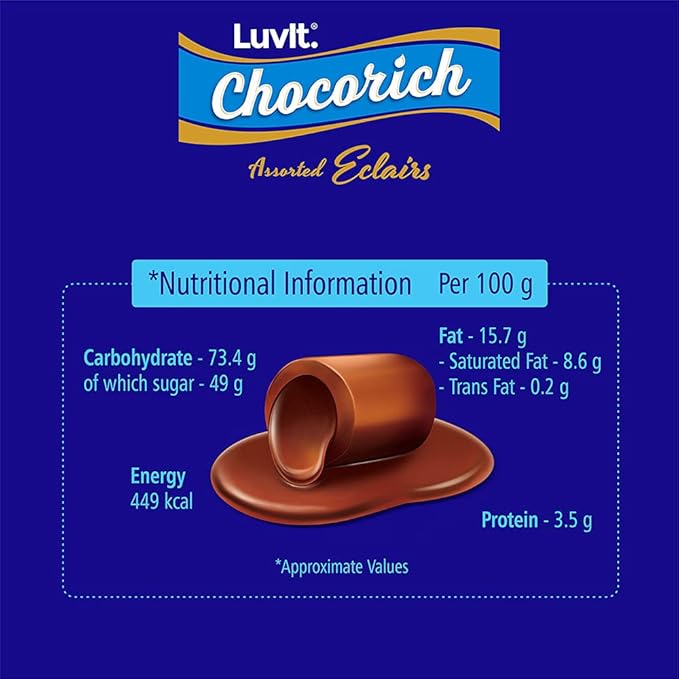 LuvIt.®
Chocorich
Assorted Eclairs
*Nutritional Information Per 100 g
Carbohydrate - 73.4 g
of which sugar - 49 g
Fat - 15.7 g
- Saturated Fat - 8.6 g
- Trans Fat - 0.2 g
Energy
449 kcal
Protein - 3.5 g
*Approximate Values